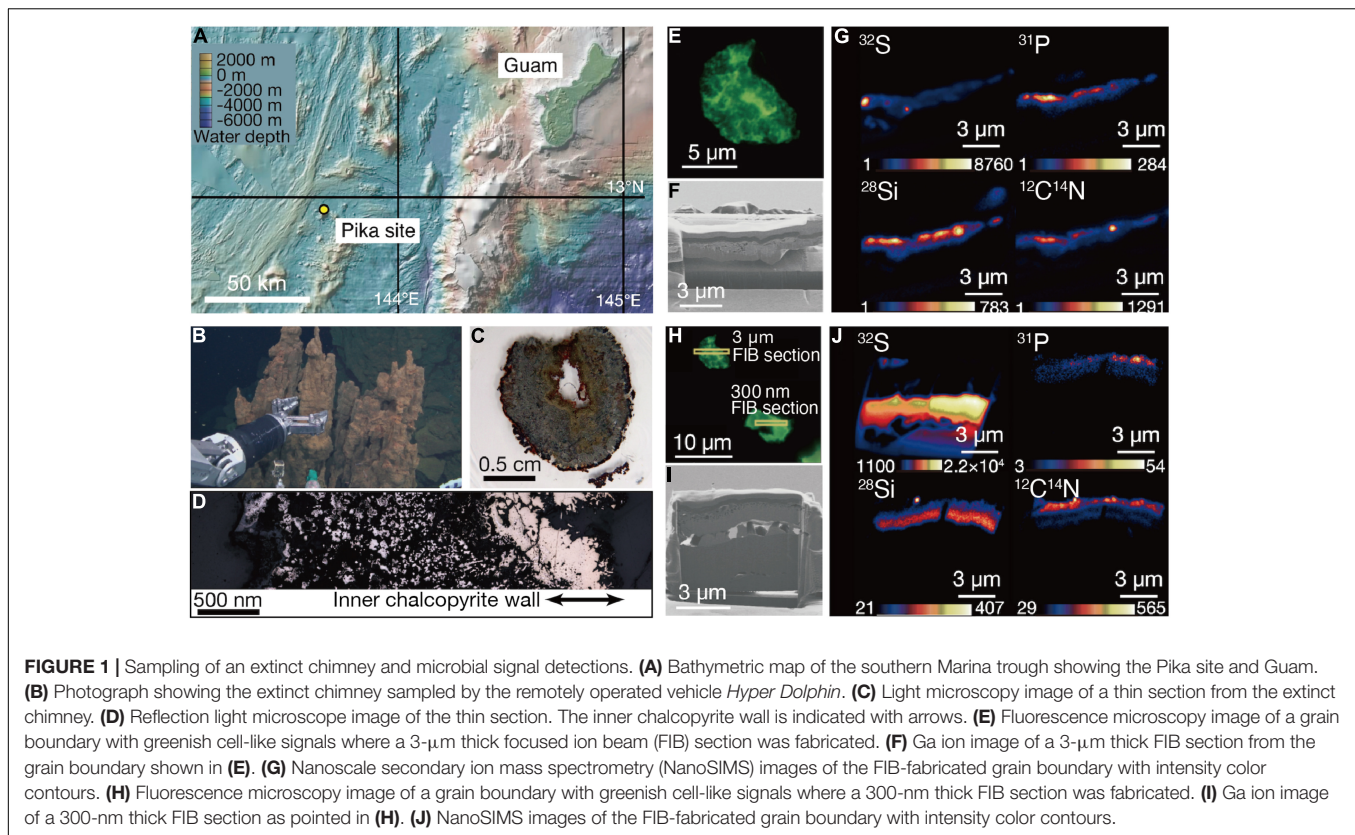 A
2000 m
0 m
-2000 m
-4000 m
-6000 m
Water depth
Guam
13°N
Pika site
50 km
144°E
145°E
B
C
0.5 cm
D
500 nm
Inner chalcopyrite wall
E
5 μm
F
3 μm
G
32S
31P
3 μm
3 μm
1 8760
1 284
28Si
12C14N
3 μm
3 μm
1 783
1 1291
H
3 μm
FIB section
300 nm
FIB section
10 μm
I
3 μm
J
32S
31P
3 μm
3 μm
1100 2.2×10⁴
3 54
28Si
12C14N
3 μm
3 μm
21 407
29 565
FIGURE 1 | Sampling of an extinct chimney and microbial signal detections. (A) Bathymetric map of the southern Marina trough showing the Pika site and Guam.
(B) Photograph showing the extinct chimney sampled by the remotely operated vehicle Hyper Dolphin. (C) Light microscopy image of a thin section from the extinct
chimney. (D) Reflection light microscope image of the thin section. The inner chalcopyrite wall is indicated with arrows. (E) Fluorescence microscopy image of a grain
boundary with greenish cell-like signals where a 3-μm thick focused ion beam (FIB) section was fabricated. (F) Ga ion image of a 3-μm thick FIB section from the
grain boundary shown in (E). (G) Nanoscale secondary ion mass spectrometry (NanoSIMS) images of the FIB-fabricated grain boundary with intensity color
contours. (H) Fluorescence microscopy image of a grain boundary with greenish cell-like signals where a 300-nm thick FIB section was fabricated. (I) Ga ion image
of a 300-nm thick FIB section as pointed in (H). (J) NanoSIMS images of the FIB-fabricated grain boundary with intensity color contours.